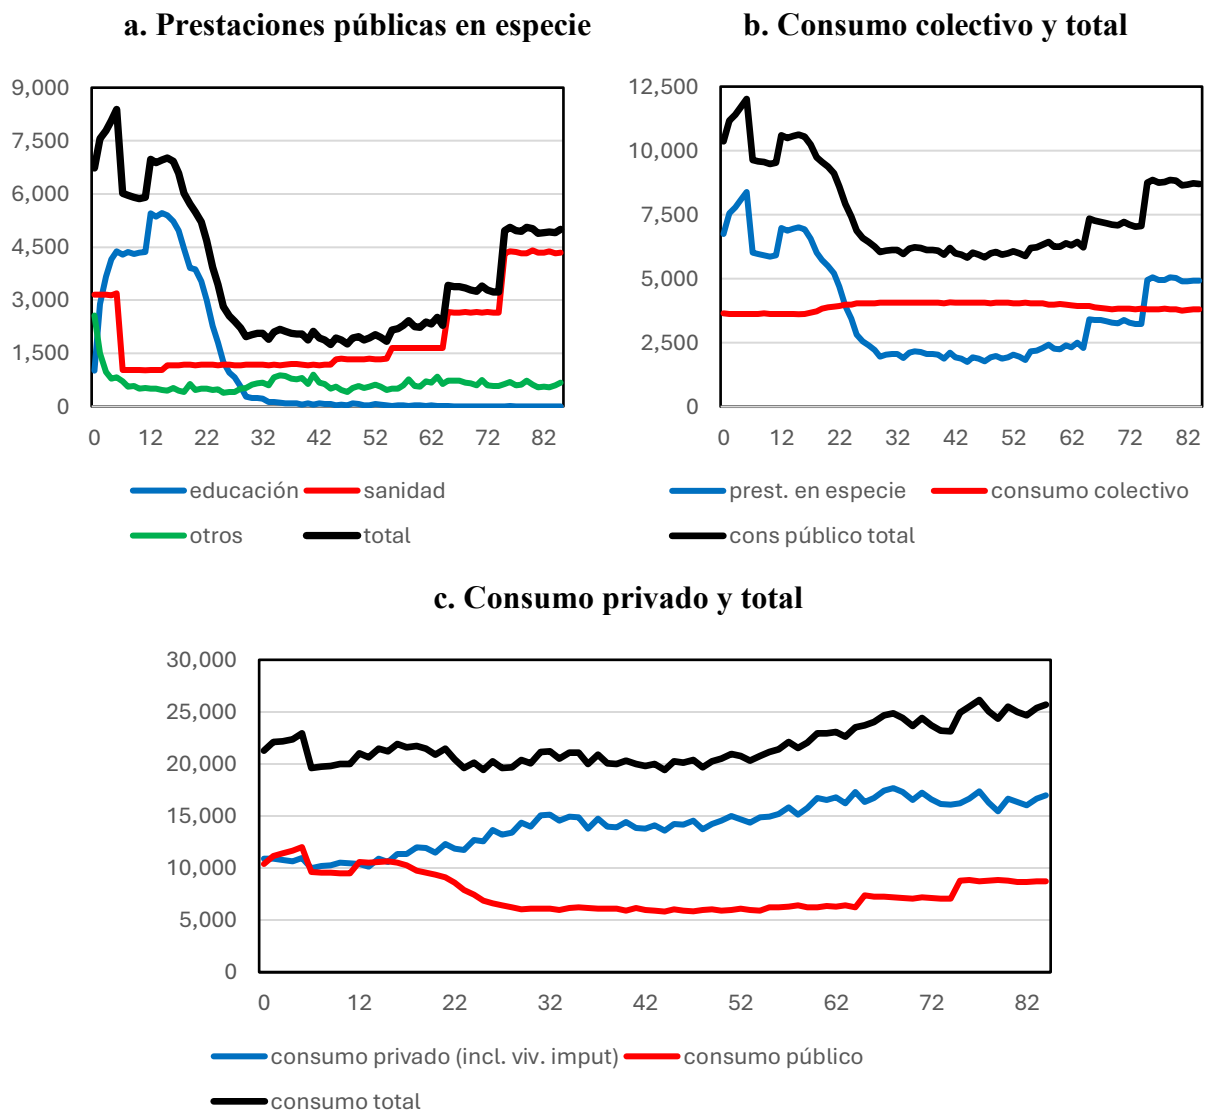 a. Prestaciones públicas en especie
9,000
7,500
6,000
4,500
3,000
1,500
0
0 12 22 32 42 52 62 72 82
educación sanidad
otros total
b. Consumo colectivo y total
12,500
10,000
7,500
5,000
2,500
0
0 12 22 32 42 52 62 72 82
prest. en especie consumo colectivo
cons público total
c. Consumo privado y total
30,000
25,000
20,000
15,000
10,000
5,000
0
0 12 22 32 42 52 62 72 82
consumo privado (incl. viv. imput) consumo público
consumo total